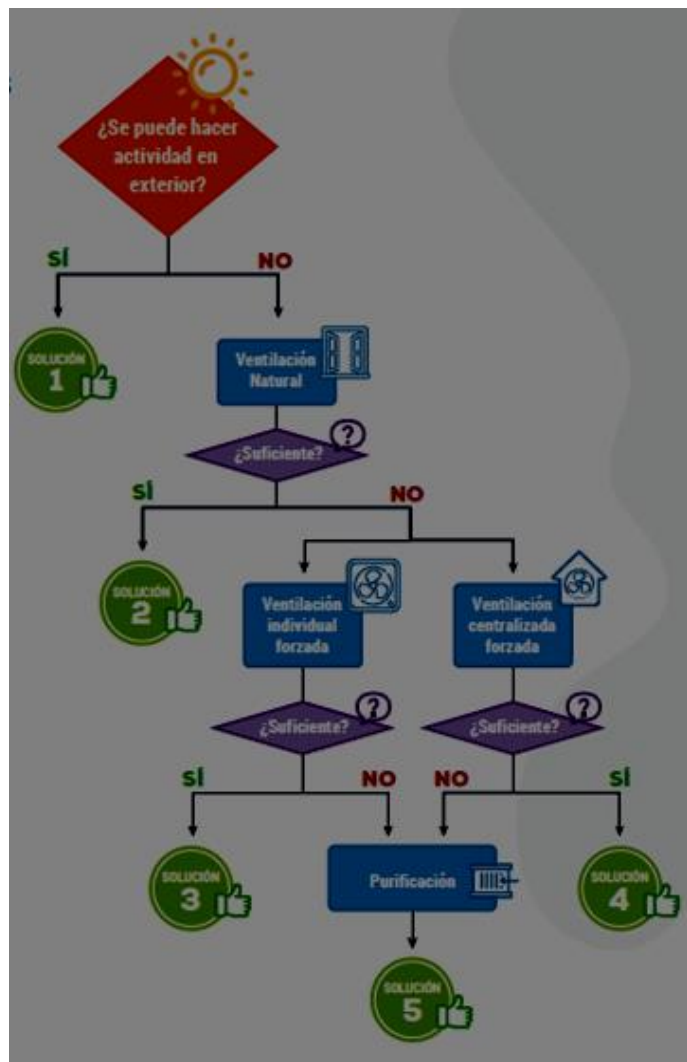 ¿Se puede hacer
actividad en
exterior?
SÍ
NO
SOLUCIÓN
1
Ventilación
Natural
¿Suficiente?
SÍ
NO
SOLUCIÓN
2
Ventilación
individual
forzada
Ventilación
centralizada
forzada
¿Suficiente?
¿Suficiente?
SÍ
NO
NO
SÍ
SOLUCIÓN
3
Purificación
SOLUCIÓN
4
SOLUCIÓN
5